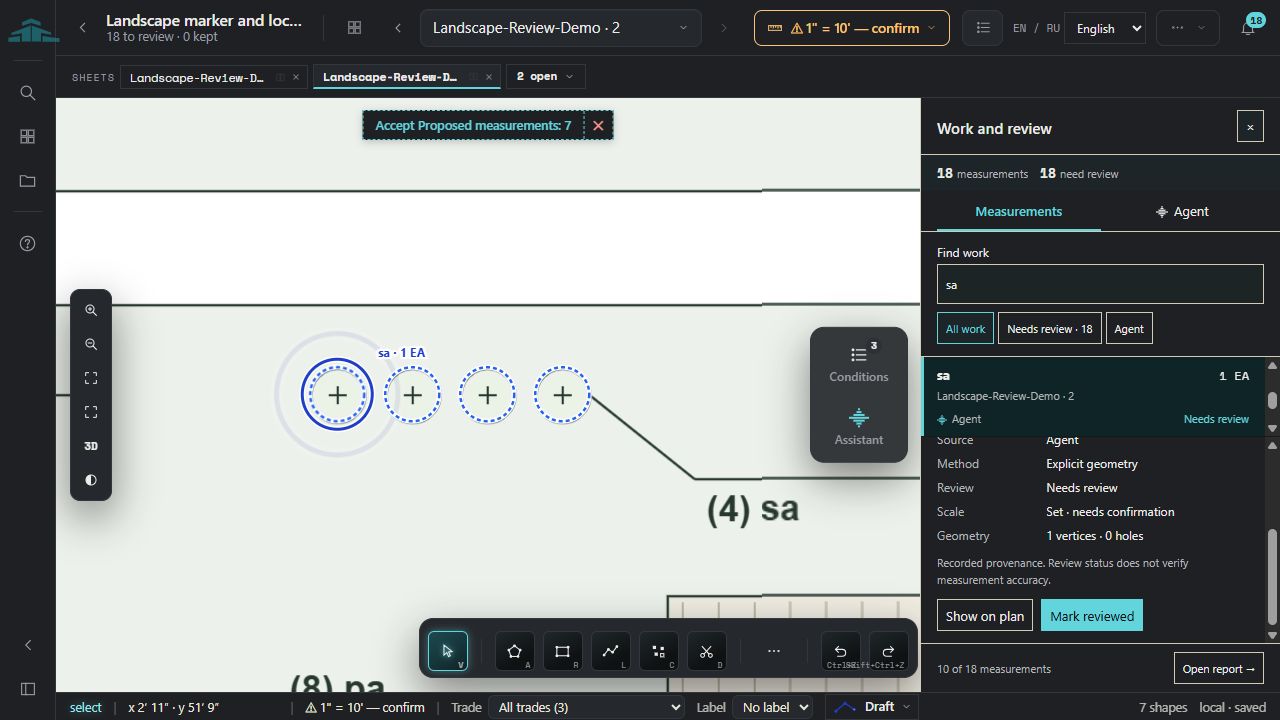 Landscape marker and loc...
18 to review · 0 kept
Landscape-Review-Demo · 2
⚠ 1" = 10' — confirm
EN / RU
English
18
SHEETS
Landscape-Review-D…
Landscape-Review-D…
2 open
Accept Proposed measurements: 7
sa · 1 EA
(4) sa
(8) pa
3D
3
Conditions
Assistant
V
A
R
L
C
D
Work and review
18 measurements 18 need review
Measurements
Agent
Find work
sa
All work
Needs review · 18
Agent
sa 1 EA
Landscape-Review-Demo · 2
Agent Needs review
Source Agent
Method Explicit geometry
Review Needs review
Scale Set · needs confirmation
Geometry 1 vertices · 0 holes
Recorded provenance. Review status does not verify
measurement accuracy.
Show on plan
Mark reviewed
10 of 18 measurements
Open report →
select
x 2' 11" · y 51' 9"
⚠ 1" = 10' — confirm
Trade
All trades (3)
Label
No label
Draft
7 shapes
local · saved